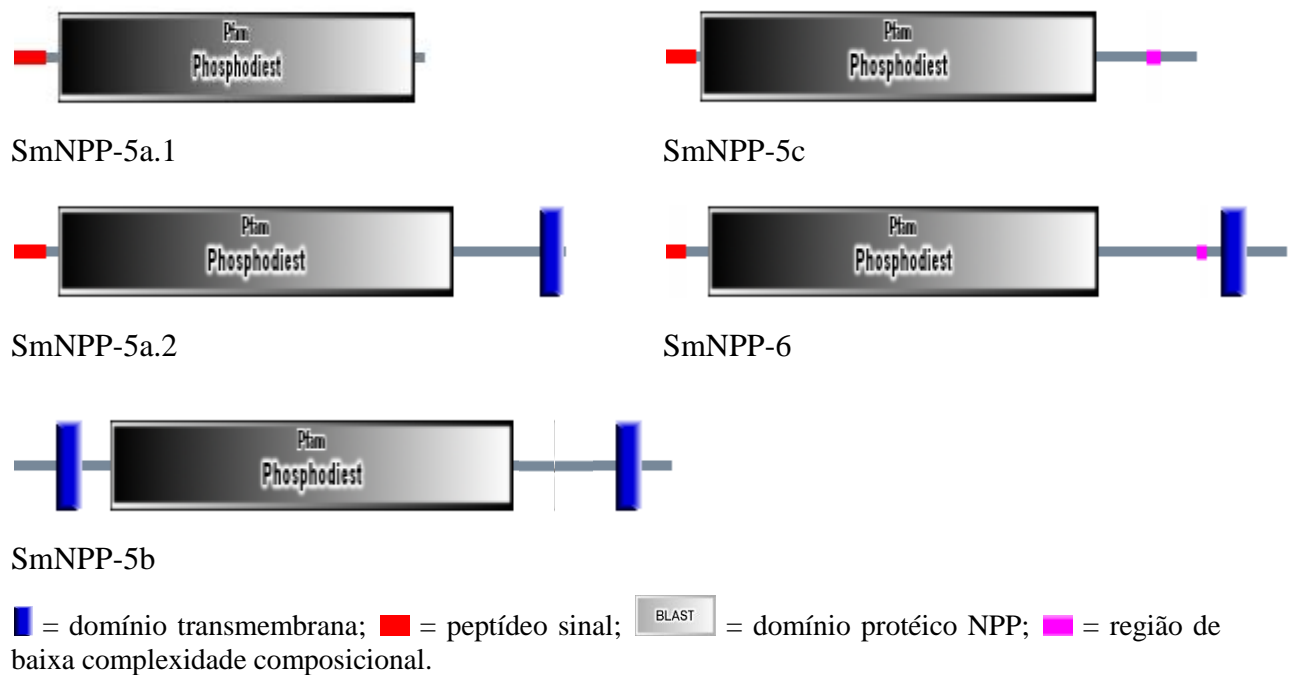 Pfam
Phosphodiest
SmNPP-5a.1
Pfam
Phosphodiest
SmNPP-5c
Pfam
Phosphodiest
SmNPP-5a.2
Pfam
Phosphodiest
SmNPP-6
Pfam
Phosphodiest
SmNPP-5b
= domínio transmembrana; = peptídeo sinal; BLAST = domínio protéico NPP; = região de
baixa complexidade composicional.